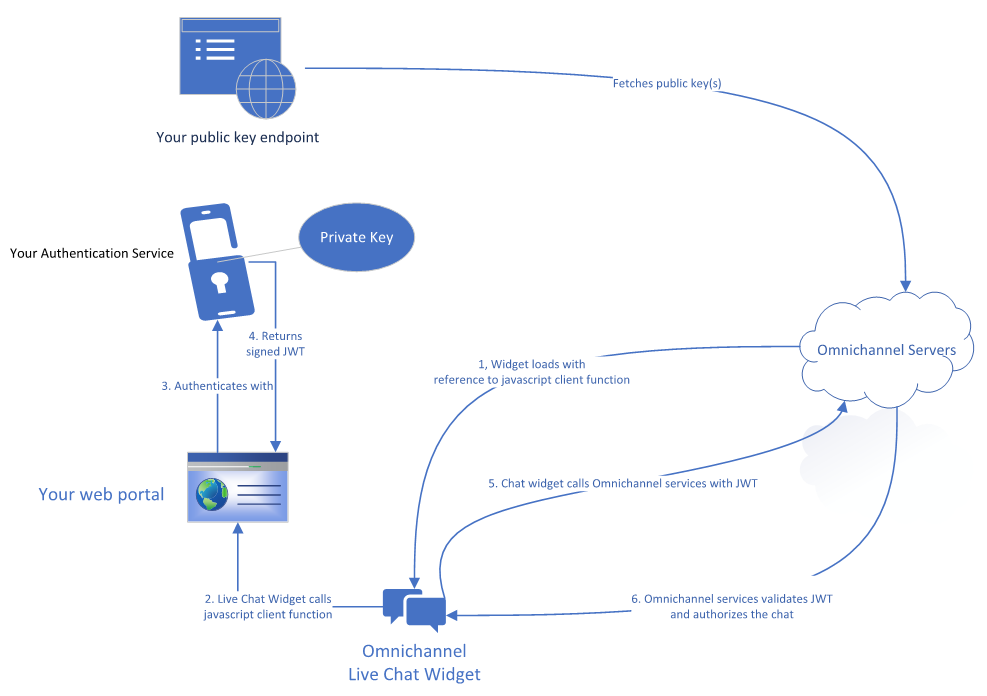 Fetches public key(s)
Your public key endpoint
Private Key
Your Authentication Service
4. Returns
signed JWT
Omnichannel Servers
1, Widget loads with
reference to javascript client function
3. Authenticates with
5. Chat widget calls Omnichannel services with JWT
Your web portal
2. Live Chat Widget calls
javascript client function
6. Omnichannel services validates JWT
and authorizes the chat
Omnichannel
Live Chat Widget